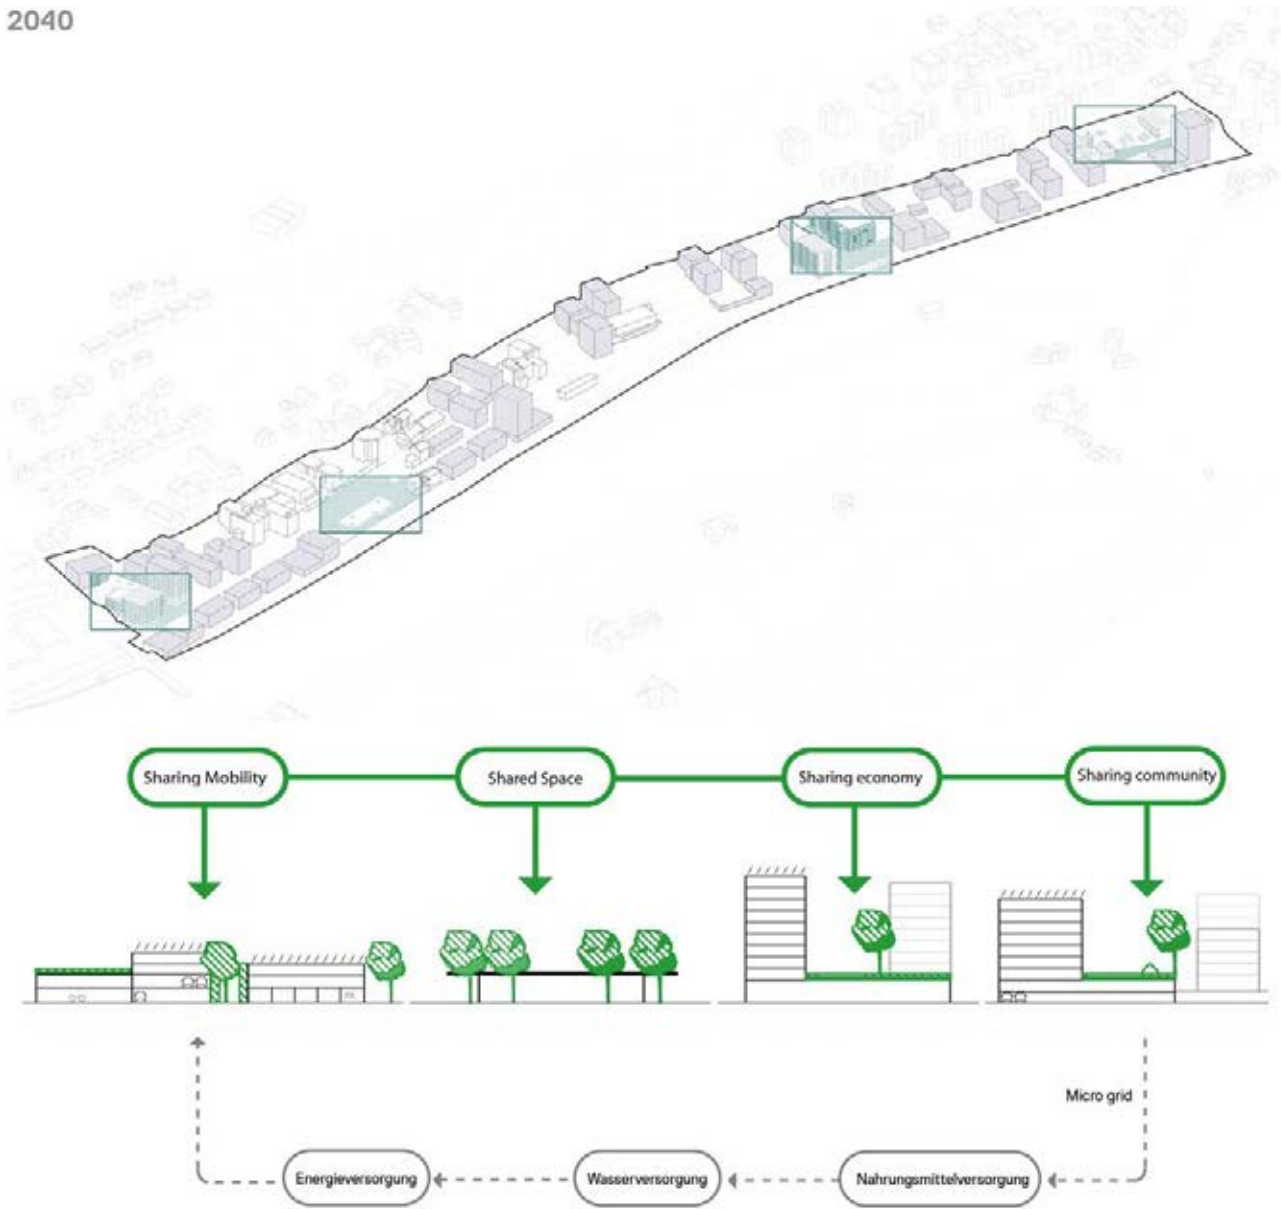 2040
Sharing Mobility
Shared Space
Sharing economy
Sharing community
Micro grid
Energieversorgung
Wasserversorgung
Nahrungsmittelversorgung